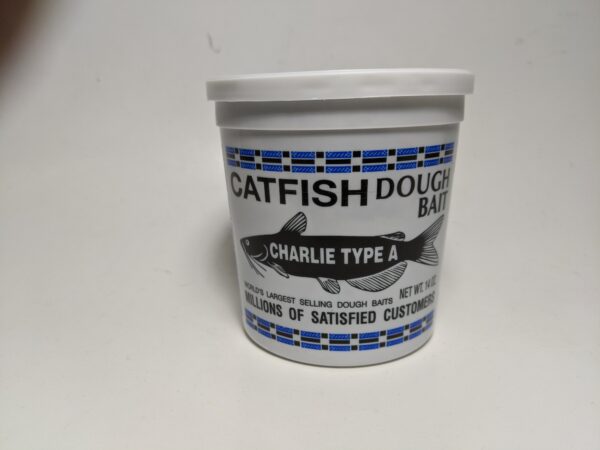 CATFISH DOUGH
BAIT
CHARLIE TYPE A
WORLD'S LARGEST SELLING DOUGH BAITS NET WT. 14 OZ.
MILLIONS OF SATISFIED CUSTOMERS